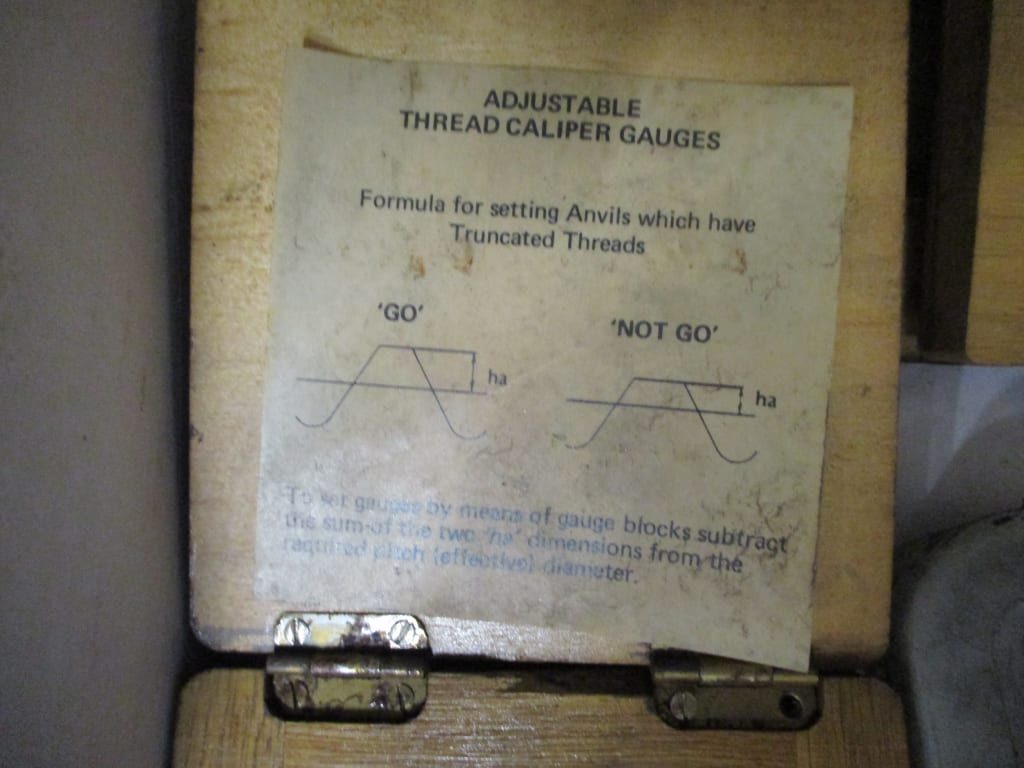 ADJUSTABLE
THREAD CALIPER GAUGES
Formula for setting Anvils which have
Truncated Threads
'GO'
'NOT GO'
ha
ha
To set gauges by means of gauge blocks subtract
the sum of the two 'ha' dimensions from the
required pitch (effective) diameter.